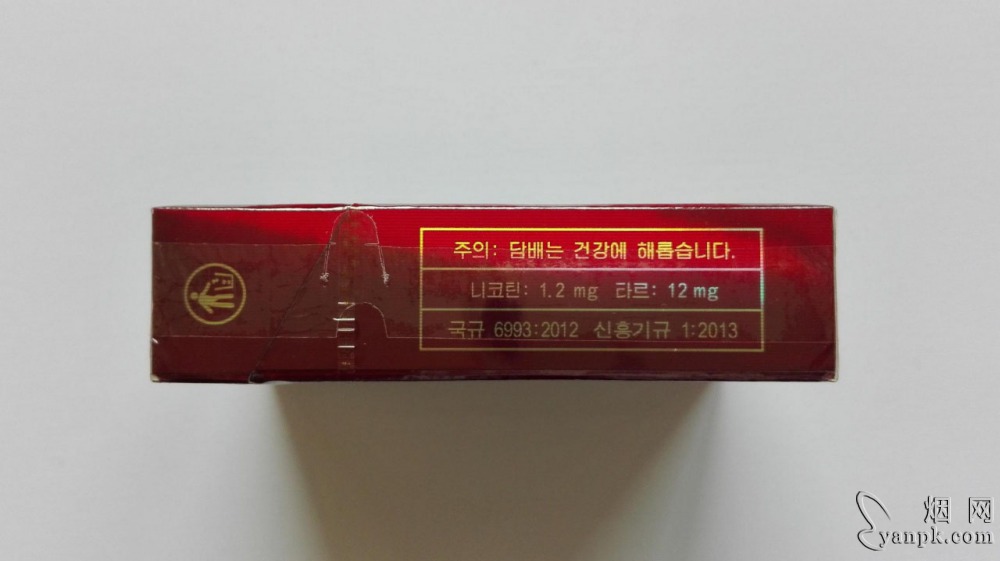 주의: 담배는 건강에 해롭습니다.
니코틴: 1.2 mg 타르: 12 mg
국규 6993:2012 신흥기규 1:2013
烟网
yanpk.com